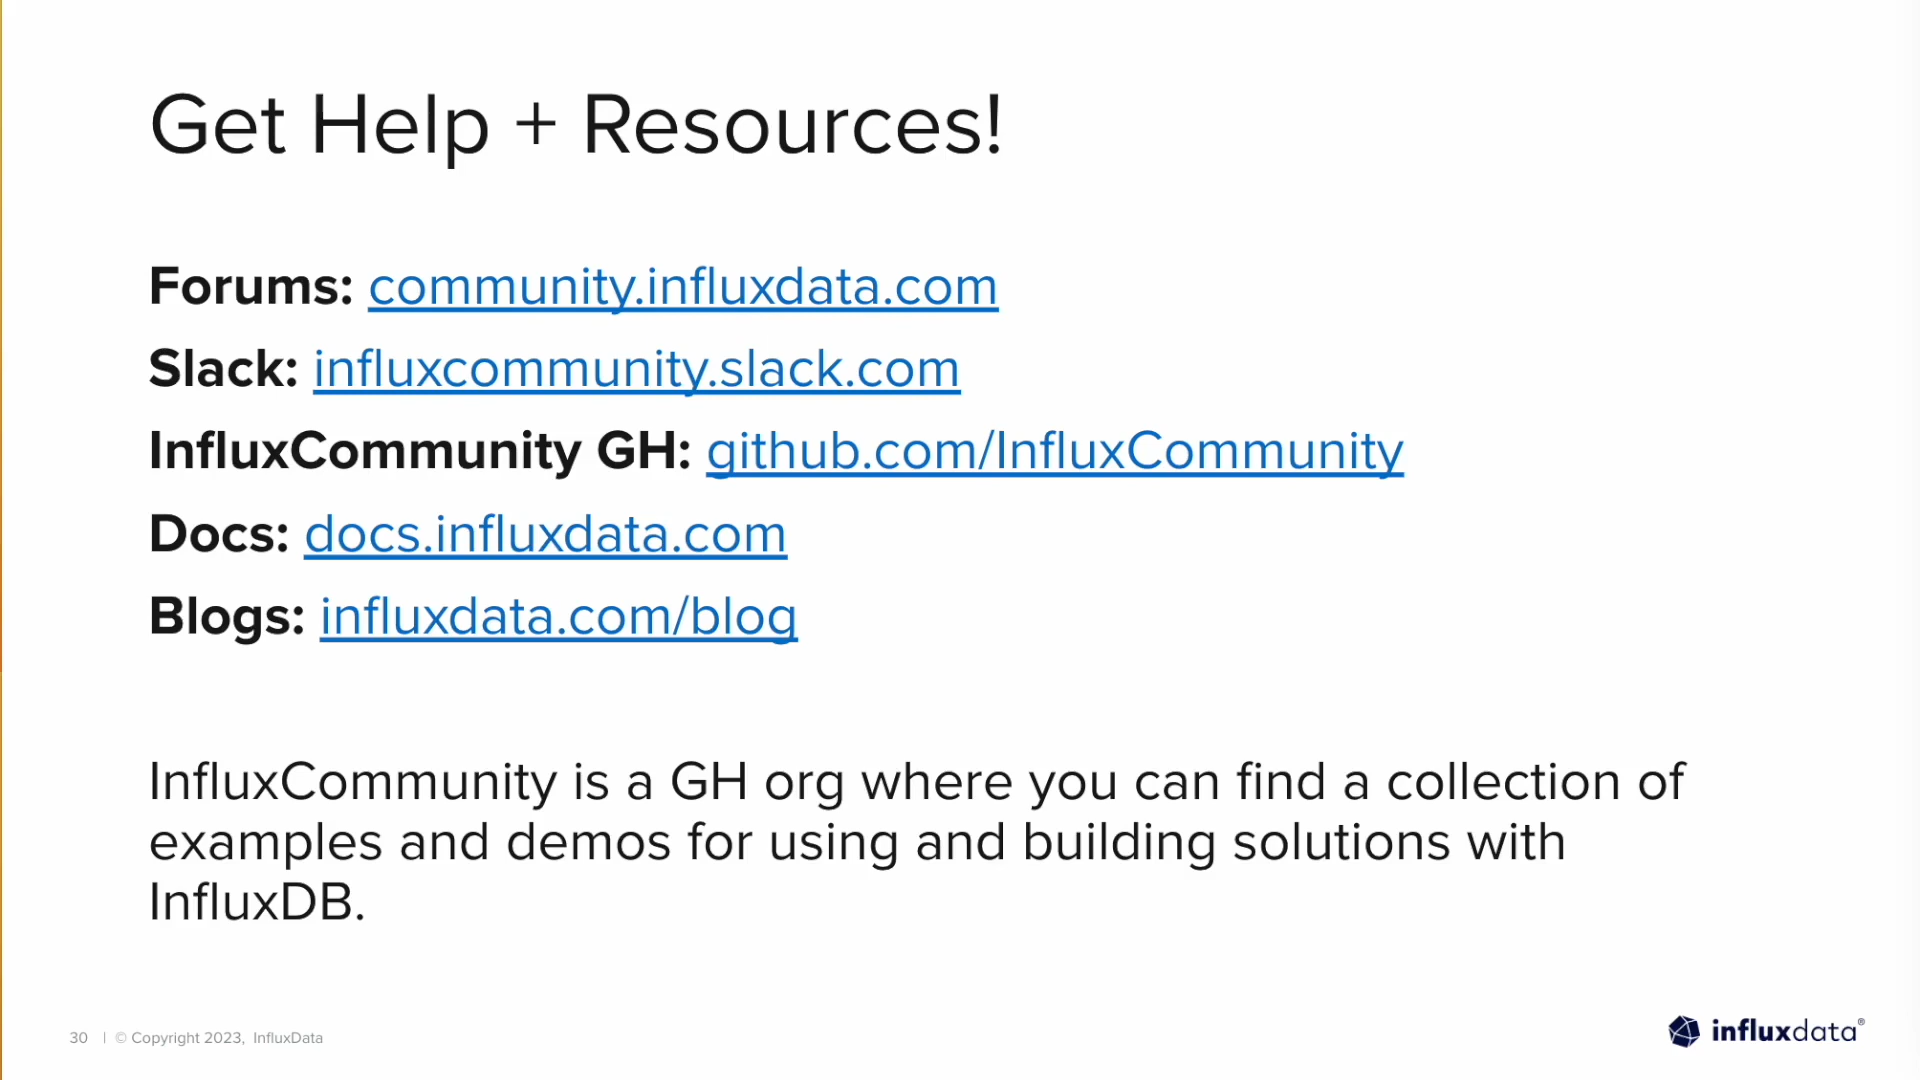 Get Help + Resources!
Forums: community.influxdata.com
Slack: influxcommunity.slack.com
InfluxCommunity GH: github.com/InfluxCommunity
Docs: docs.influxdata.com
Blogs: influxdata.com/blog
InfluxCommunity is a GH org where you can find a collection of
examples and demos for using and building solutions with
InfluxDB.
30 | © Copyright 2023, InfluxData
influxdata®